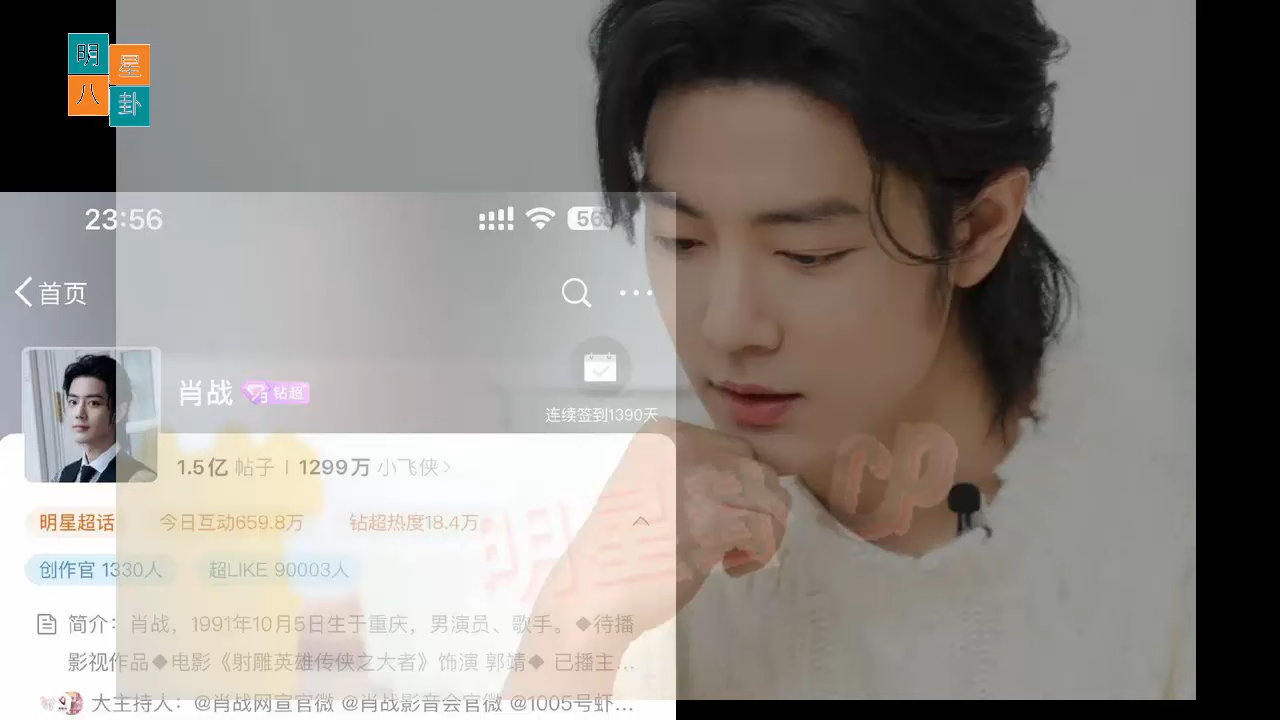 明星
八卦
23:56
56
首页
肖战 钻超
连续签到1390天
1.5亿 帖子 | 1299万 小飞侠
明星超话 今日互动659.8万 钻超热度18.4万
创作官 1330人 超LIKE 90003人
明星
cp
简介：肖战，1991年10月5日生于重庆，男演员、歌手。◆待播
影视作品◆电影《射雕英雄传侠之大者》饰演 郭靖◆ 已播主...
大主持人：@肖战网宣官微 @肖战影音会官微 @1005号虾...